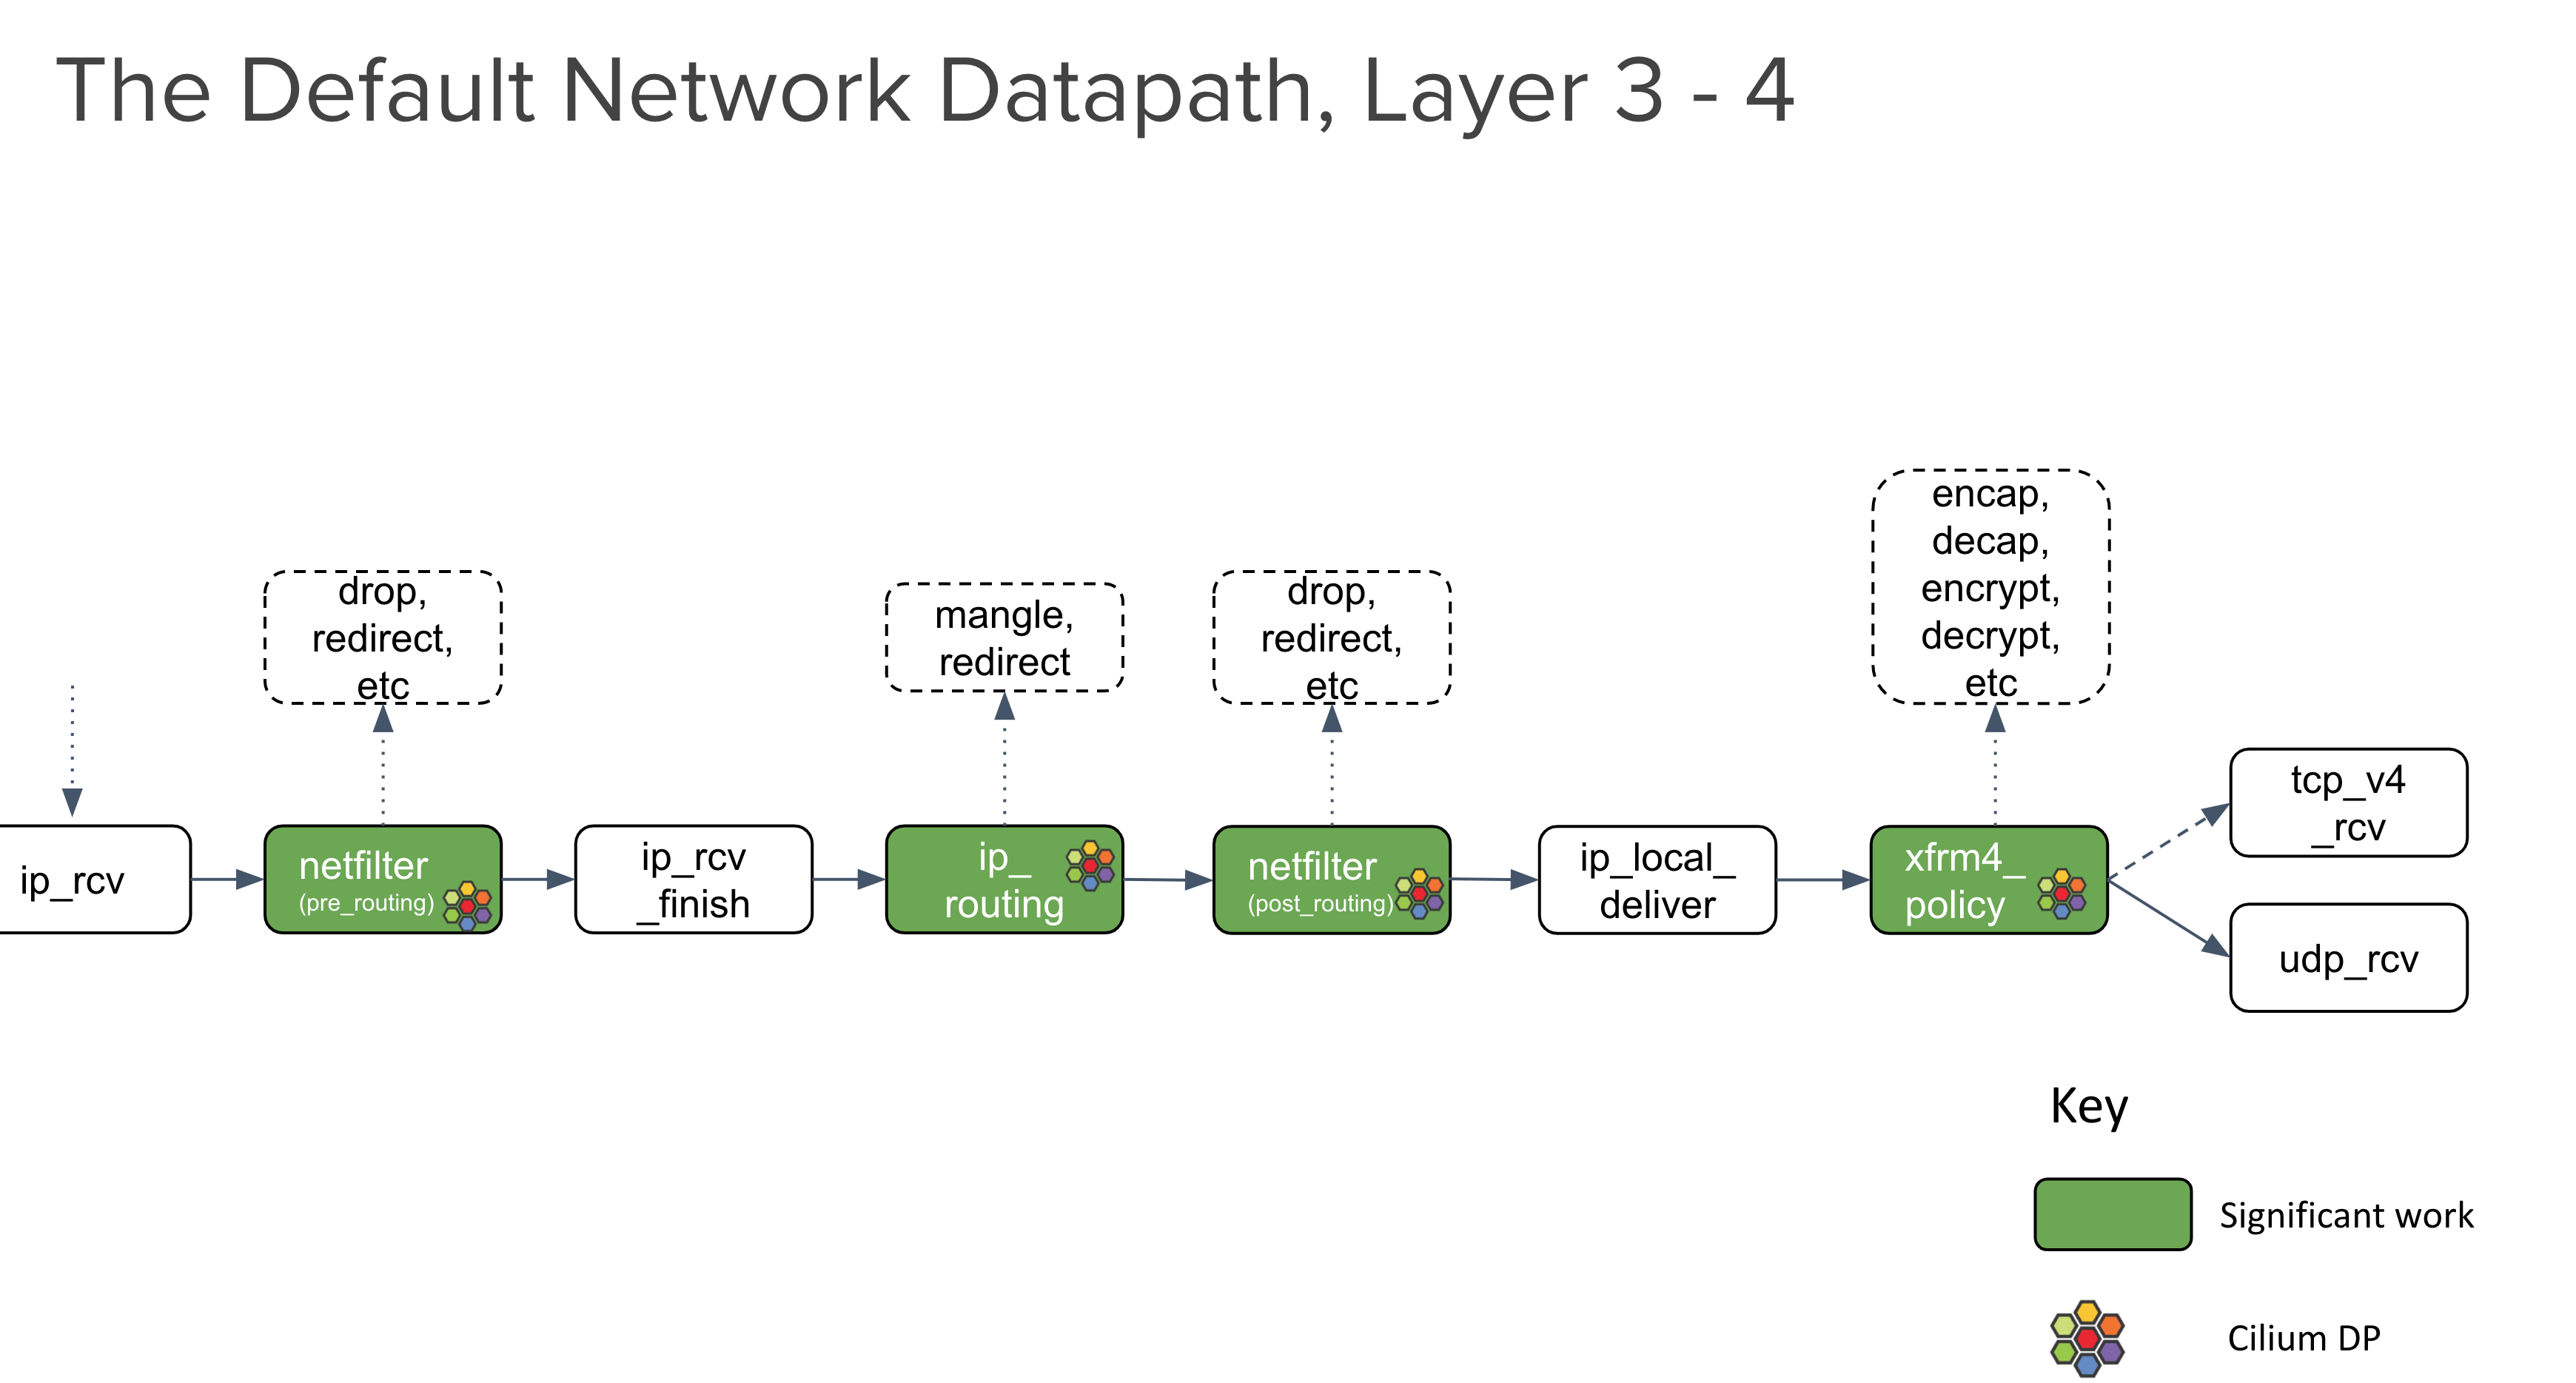 The Default Network Datapath, Layer 3 - 4
encap,
decap,
encrypt,
decrypt,
etc
drop,
redirect,
etc
mangle,
redirect
drop,
redirect,
etc
ip_rcv
netfilter
(pre_routing)
ip_rcv
_finish
ip_
routing
netfilter
(post_routing)
ip_local_
deliver
xfrm4_
policy
tcp_v4
_rcv
udp_rcv
Key
Significant work
Cilium DP